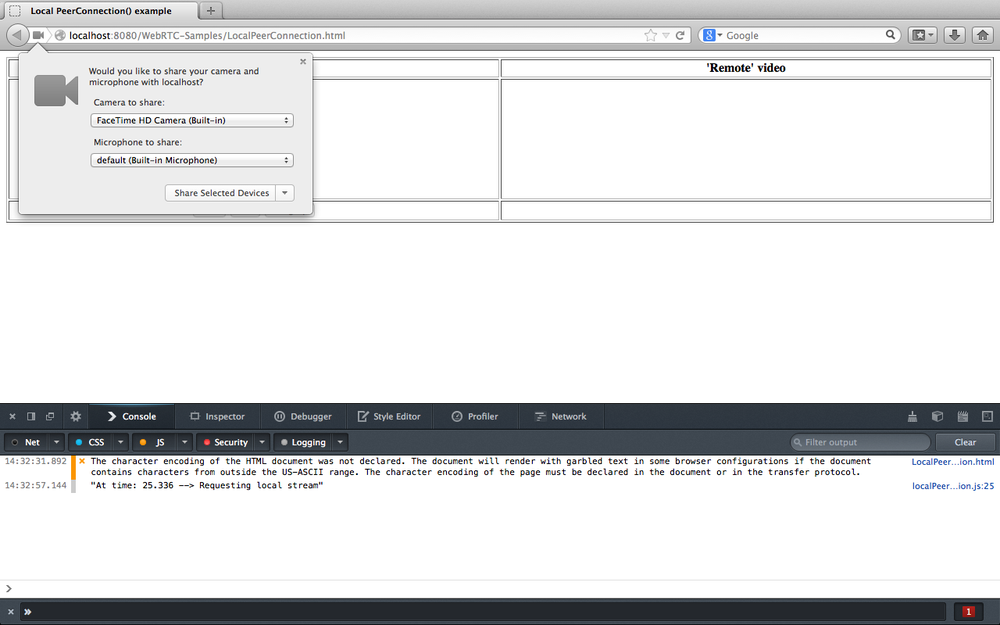 Local PeerConnection() example
localhost:8080/WebRTC-Samples/LocalPeerConnection.html
Google
Would you like to share your camera and
microphone with localhost?
Camera to share:
FaceTime HD Camera (Built-in)
Microphone to share:
default (Built-in Microphone)
Share Selected Devices
'Remote' video
Console Inspector Debugger Style Editor Profiler Network
Net CSS JS Security Logging Filter output Clear
14:32:31.892 The character encoding of the HTML document was not declared. The document will render with garbled text in some browser configurations if the document LocalPeer…ion.html
contains characters from outside the US-ASCII range. The character encoding of the page must be declared in the document or in the transfer protocol.
14:32:57.144 "At time: 25.336 --> Requesting local stream" localPeer…ion.js:25
1